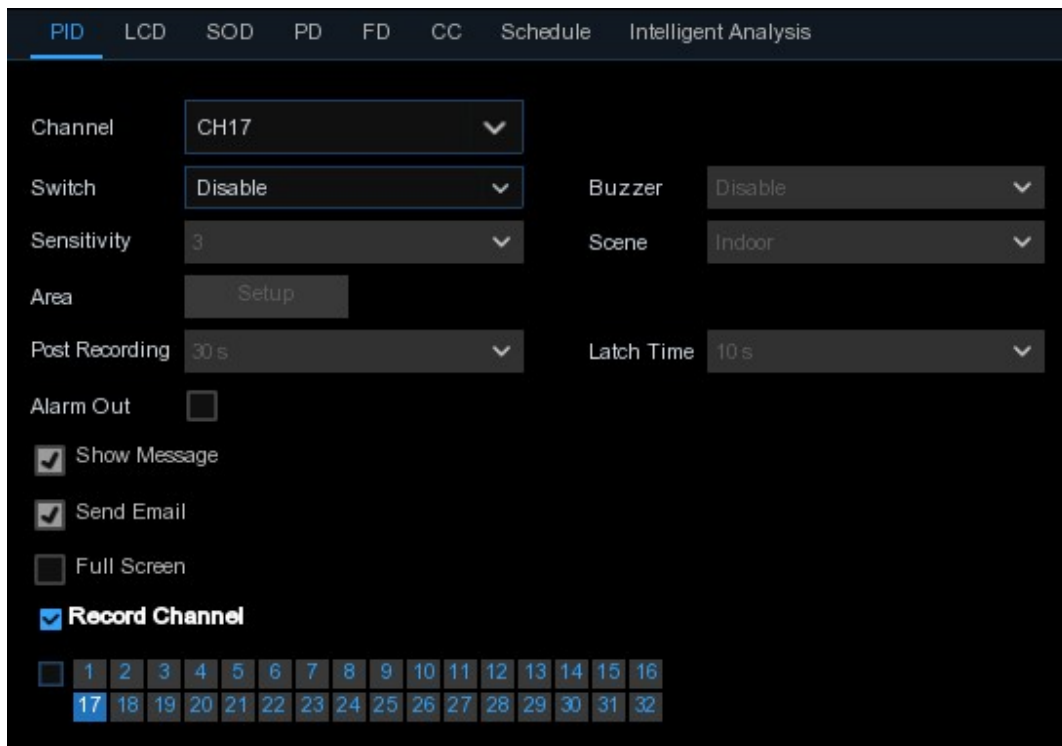 PID LCD SOD PD FD CC Schedule Intelligent Analysis
Channel CH17
Switch Disable Buzzer Disable
Sensitivity 3 Scene Indoor
Area Setup
Post Recording 30 s Latch Time 10 s
Alarm Out
Show Message
Send Email
Full Screen
Record Channel
1 2 3 4 5 6 7 8 9 10 11 12 13 14 15 16
17 18 19 20 21 22 23 24 25 26 27 28 29 30 31 32